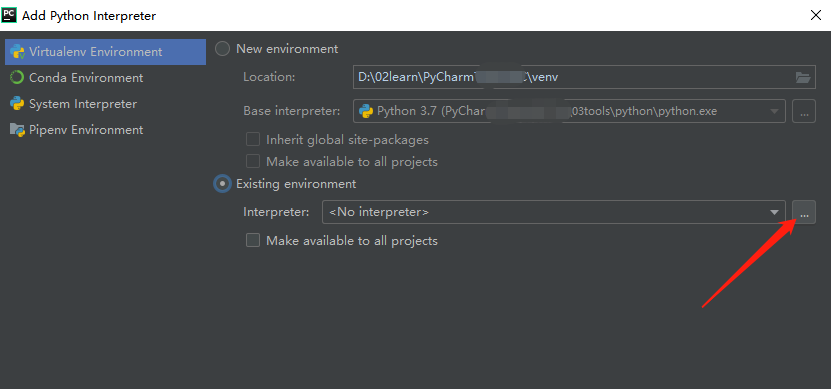 PC Add Python Interpreter
Virtualenv Environment
Conda Environment
System Interpreter
Pipenv Environment
New environment
Location: D:\02learn\PyCharm \venv
Base interpreter: Python 3.7 (PyChar 03tools\python\python.exe ...
Inherit global site-packages
Make available to all projects
Existing environment
Interpreter: <No interpreter> ...
Make available to all projects